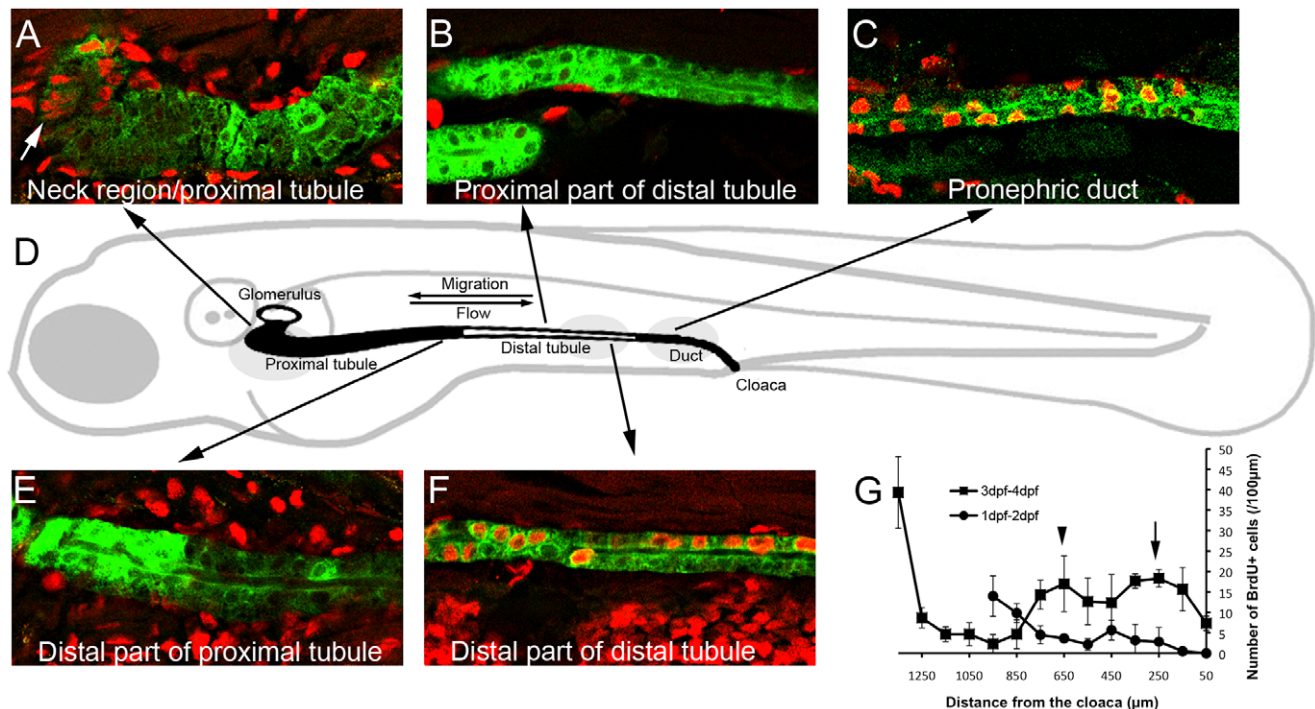 A
Neck region/proximal tubule
B
Proximal part of distal tubule
C
Pronephric duct
D
Glomerulus
Migration
Flow
Proximal tubule
Distal tubule
Duct
Cloaca
E
Distal part of proximal tubule
F
Distal part of distal tubule
G
3dpf-4dpf
1dpf-2dpf
50
45
40
35
30
25
20
15
10
5
0
Number of BrdU+ cells (/100µm)
1250 1050 850 650 450 250 50
Distance from the cloaca (µm)